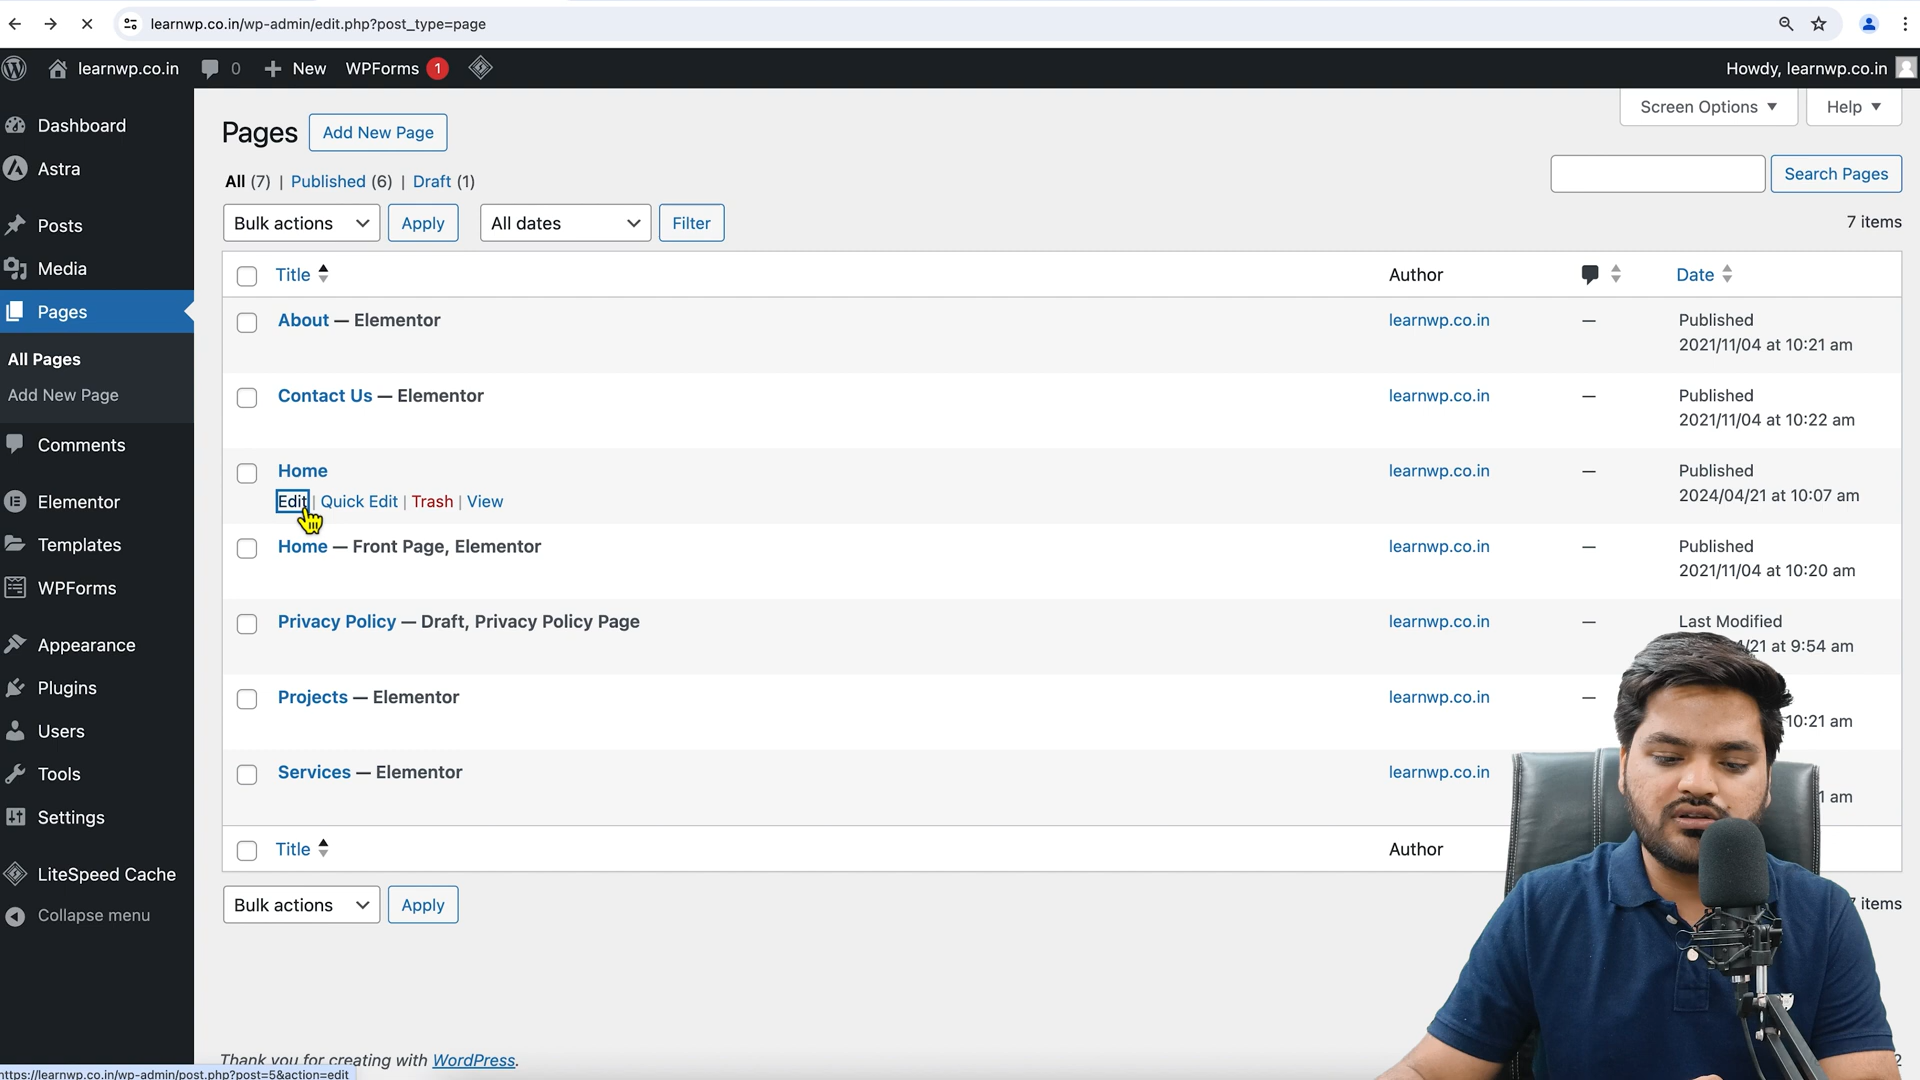 learnwp.co.in/wp-admin/edit.php?post_type=page
learnwp.co.in 0 New WPForms 1 Howdy, learnwp.co.in
Screen Options Help
Dashboard
Astra
Posts
Media
Pages
All Pages
Add New Page
Comments
Elementor
Templates
WPForms
Appearance
Plugins
Users
Tools
Settings
LiteSpeed Cache
Collapse menu
Pages Add New Page
All (7) | Published (6) | Draft (1)
Search Pages
Bulk actions Apply All dates Filter
7 items
Title Author Date
About — Elementor learnwp.co.in — Published
2021/11/04 at 10:21 am
Contact Us — Elementor learnwp.co.in — Published
2021/11/04 at 10:22 am
Home learnwp.co.in — Published
Edit | Quick Edit | Trash | View 2024/04/21 at 10:07 am
Home — Front Page, Elementor learnwp.co.in — Published
2021/11/04 at 10:20 am
Privacy Policy — Draft, Privacy Policy Page learnwp.co.in — Last Modified
/21 at 9:54 am
Projects — Elementor learnwp.co.in —
10:21 am
Services — Elementor learnwp.co.in
am
Title Author
Bulk actions Apply
items
Thank you for creating with WordPress.
https://learnwp.co.in/wp-admin/post.php?post=5&action=edit